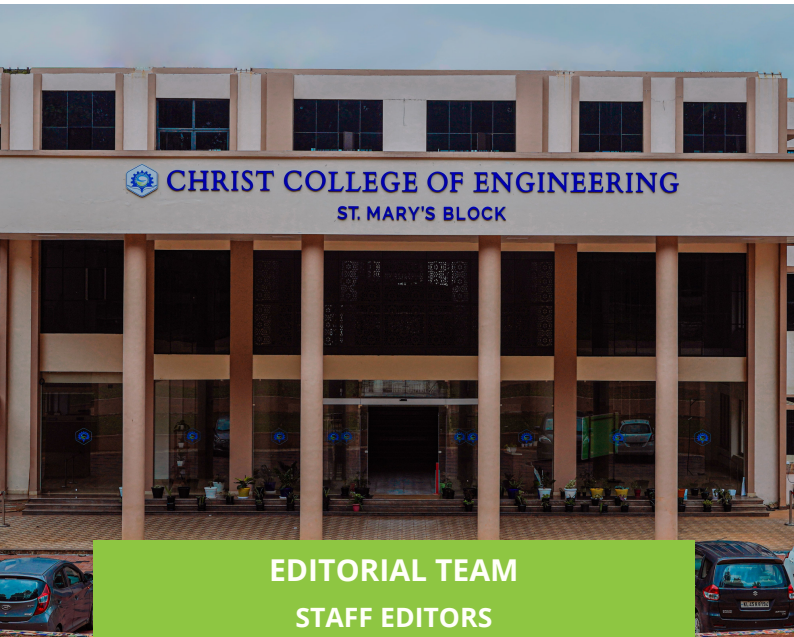 CHRIST COLLEGE OF ENGINEERING
ST. MARY'S BLOCK
EDITORIAL TEAM
STAFF EDITORS